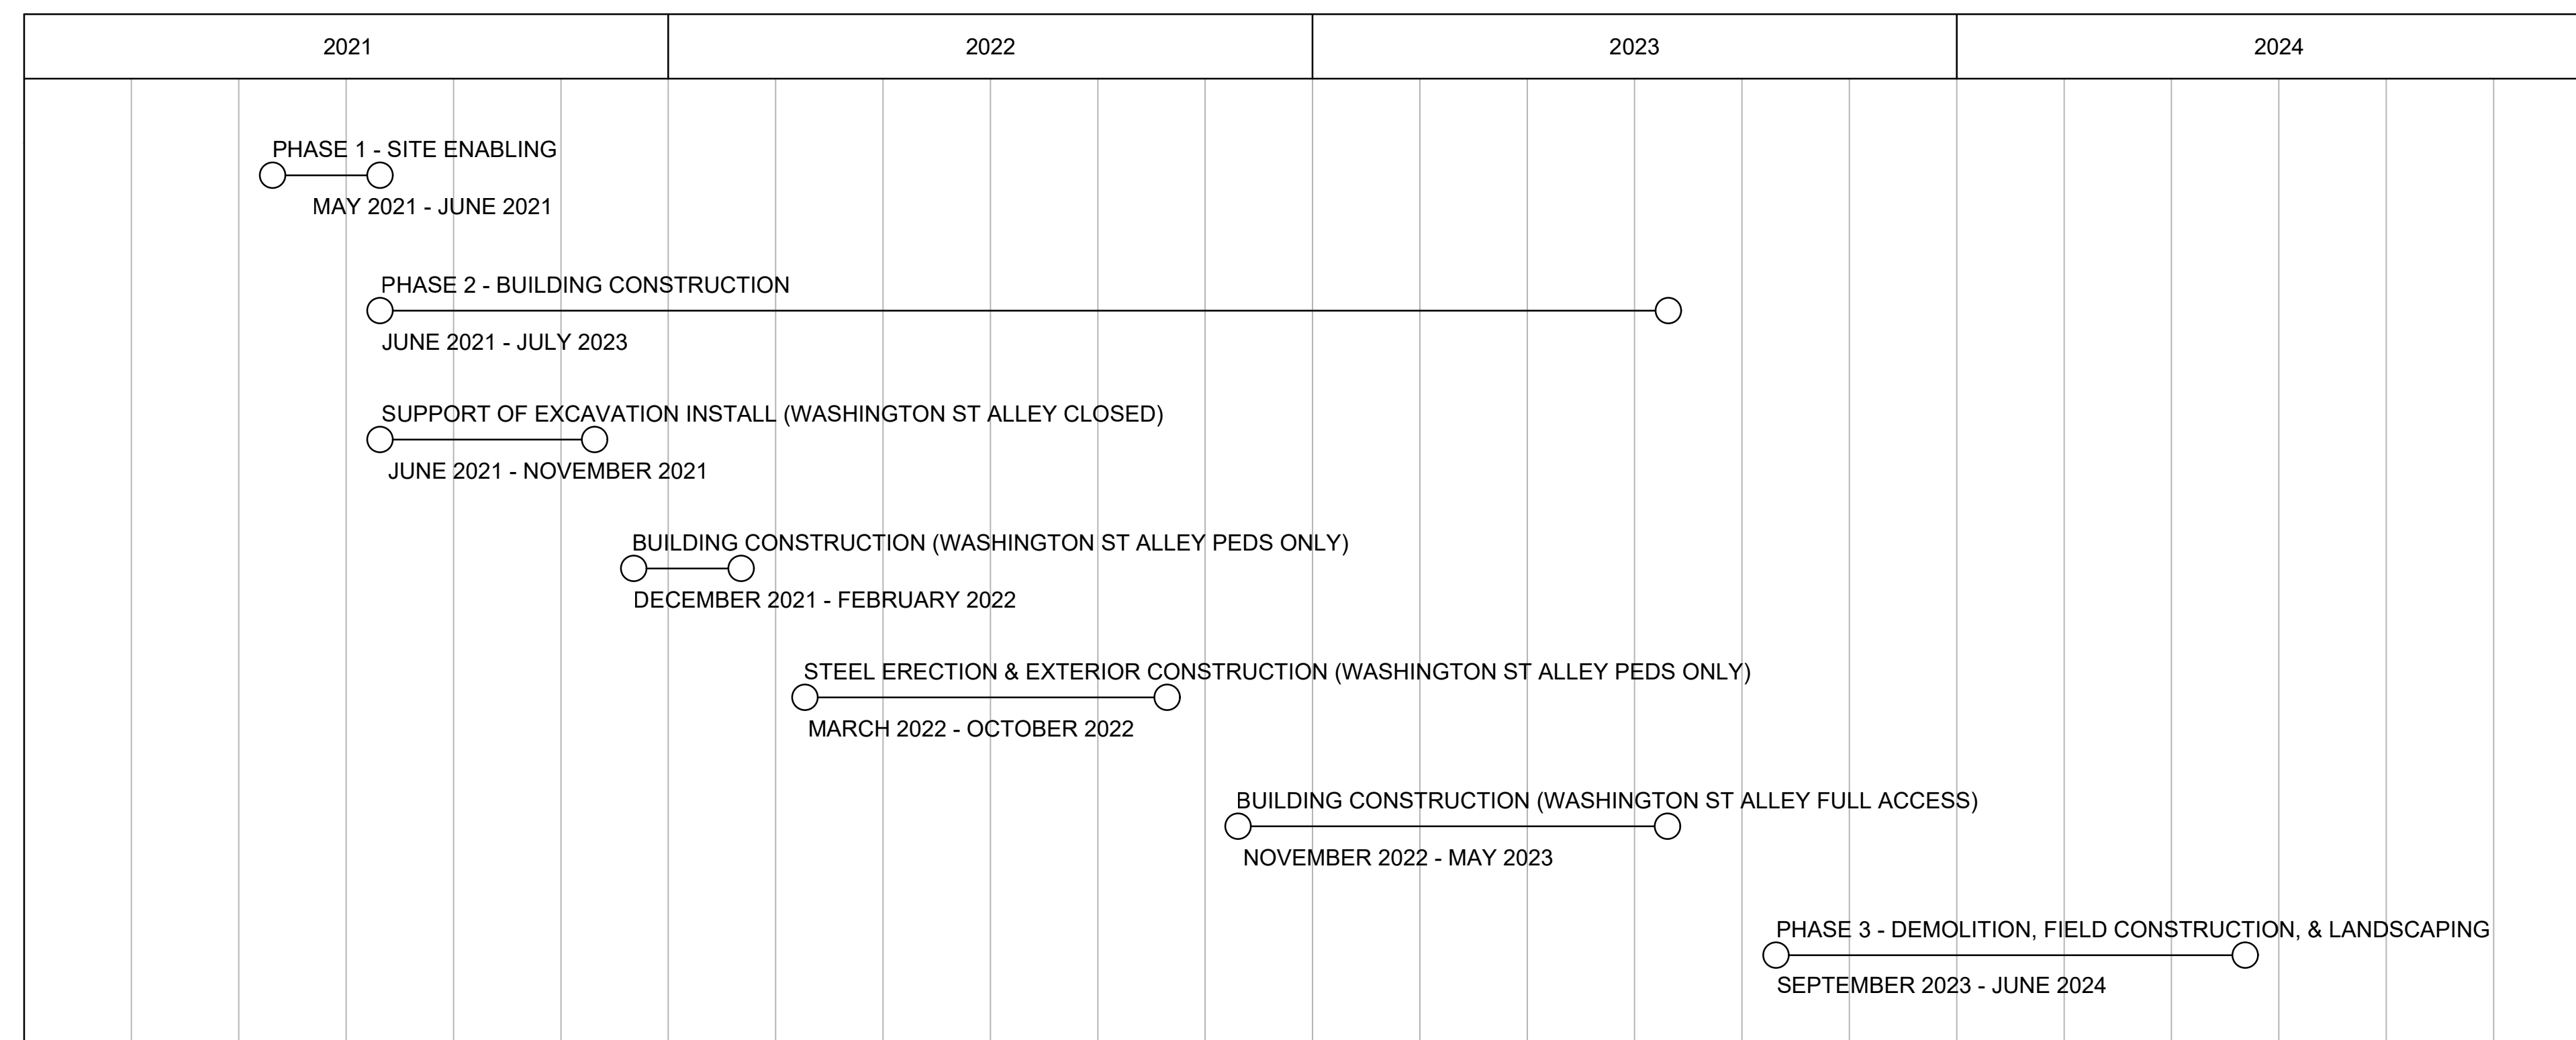 2021
2022
2023
2024
PHASE 1 - SITE ENABLING
MAY 2021 - JUNE 2021
PHASE 2 - BUILDING CONSTRUCTION
JUNE 2021 - JULY 2023
SUPPORT OF EXCAVATION INSTALL (WASHINGTON ST ALLEY CLOSED)
JUNE 2021 - NOVEMBER 2021
BUILDING CONSTRUCTION (WASHINGTON ST ALLEY PEDS ONLY)
DECEMBER 2021 - FEBRUARY 2022
STEEL ERECTION & EXTERIOR CONSTRUCTION (WASHINGTON ST ALLEY PEDS ONLY)
MARCH 2022 - OCTOBER 2022
BUILDING CONSTRUCTION (WASHINGTON ST ALLEY FULL ACCESS)
NOVEMBER 2022 - MAY 2023
PHASE 3 - DEMOLITION, FIELD CONSTRUCTION, & LANDSCAPING
SEPTEMBER 2023 - JUNE 2024